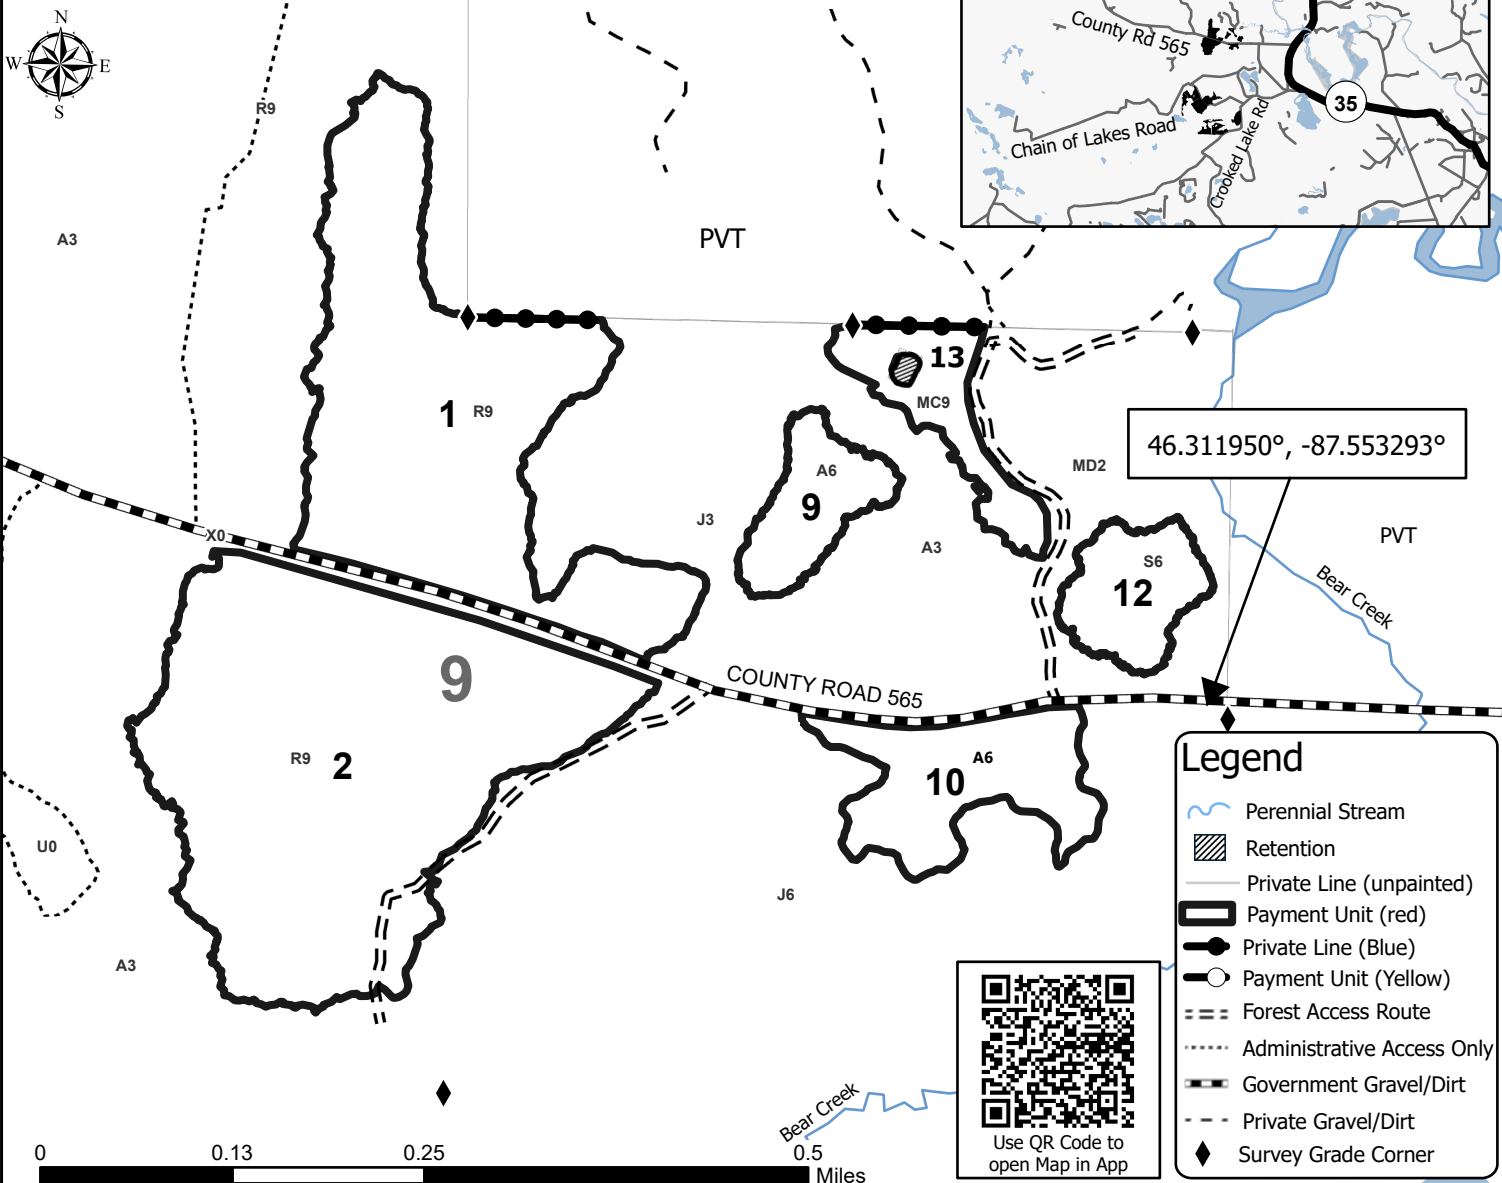 N
W E
S
County Rd 565
35
Chain of Lakes Road
Crooked Lake Rd
R9
A3
PVT
13
MC9
1 R9
46.311950°, -87.553293°
MD2
A6
9
J3
X0
A3
PVT
S6
12
Bear Creek
9
COUNTY ROAD 565
R9 2
A6
10
U0
J6
A3
Legend
Perennial Stream
Retention
Private Line (unpainted)
Payment Unit (red)
Private Line (Blue)
Payment Unit (Yellow)
Forest Access Route
Administrative Access Only
Government Gravel/Dirt
Private Gravel/Dirt
Survey Grade Corner
Use QR Code to
open Map in App
Bear Creek
0 0.13 0.25 0.5
Miles